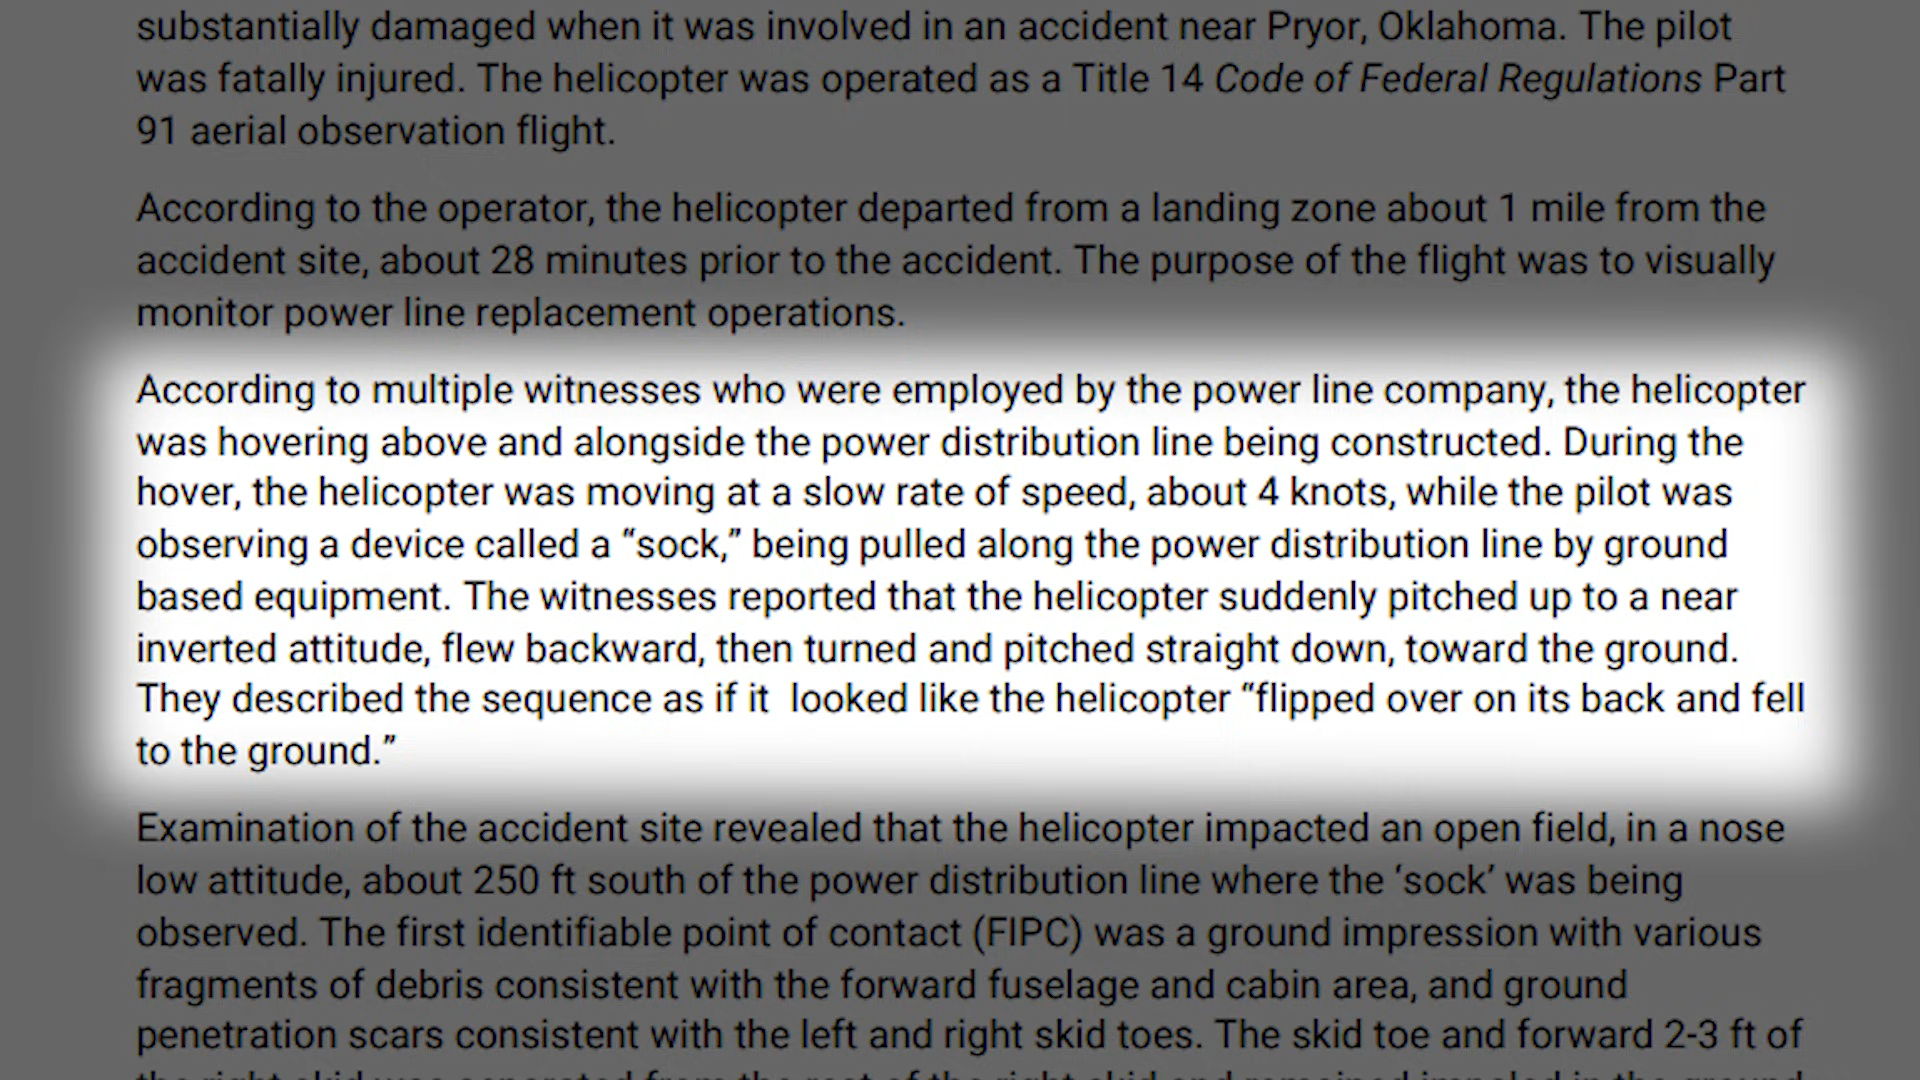 substantially damaged when it was involved in an accident near Pryor, Oklahoma. The pilot
was fatally injured. The helicopter was operated as a Title 14 Code of Federal Regulations Part
91 aerial observation flight.
According to the operator, the helicopter departed from a landing zone about 1 mile from the
accident site, about 28 minutes prior to the accident. The purpose of the flight was to visually
monitor power line replacement operations.
According to multiple witnesses who were employed by the power line company, the helicopter
was hovering above and alongside the power distribution line being constructed. During the
hover, the helicopter was moving at a slow rate of speed, about 4 knots, while the pilot was
observing a device called a “sock,” being pulled along the power distribution line by ground
based equipment. The witnesses reported that the helicopter suddenly pitched up to a near
inverted attitude, flew backward, then turned and pitched straight down, toward the ground.
They described the sequence as if it  looked like the helicopter “flipped over on its back and fell
to the ground.”
Examination of the accident site revealed that the helicopter impacted an open field, in a nose
low attitude, about 250 ft south of the power distribution line where the ‘sock’ was being
observed. The first identifiable point of contact (FIPC) was a ground impression with various
fragments of debris consistent with the forward fuselage and cabin area, and ground
penetration scars consistent with the left and right skid toes. The skid toe and forward 2-3 ft of